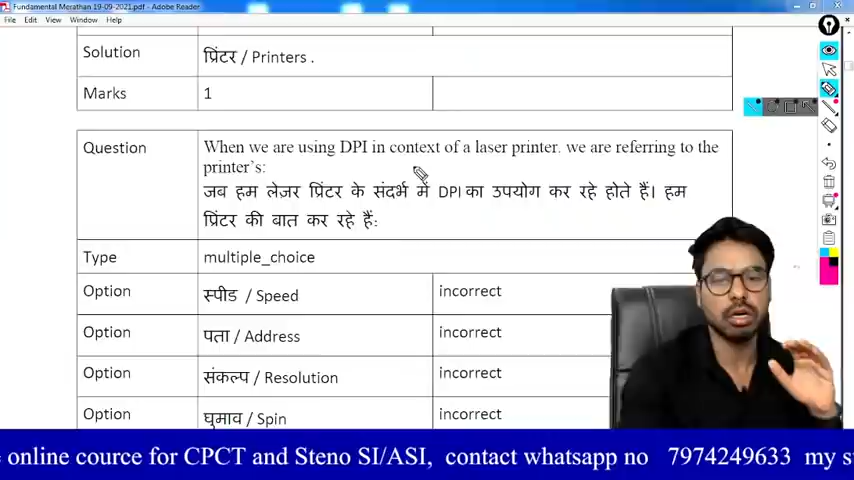 Fundamental Merathan 19-09-2021.pdf - Adobe Reader
File Edit View Window Help
Solution प्रिंटर / Printers .
Marks 1
Question When we are using DPI in context of a laser printer. we are referring to the
printer's:
जब हम लेज़र प्रिंटर के संदर्भ में DPI का उपयोग कर रहे होते हैं। हम
प्रिंटर की बात कर रहे हैं:
Type multiple_choice
Option स्पीड / Speed incorrect
Option पता / Address incorrect
Option संकल्प / Resolution incorrect
Option घुमाव / Spin incorrect
online cource for CPCT and Steno SI/ASI, contact whatsapp no 7974249633 my